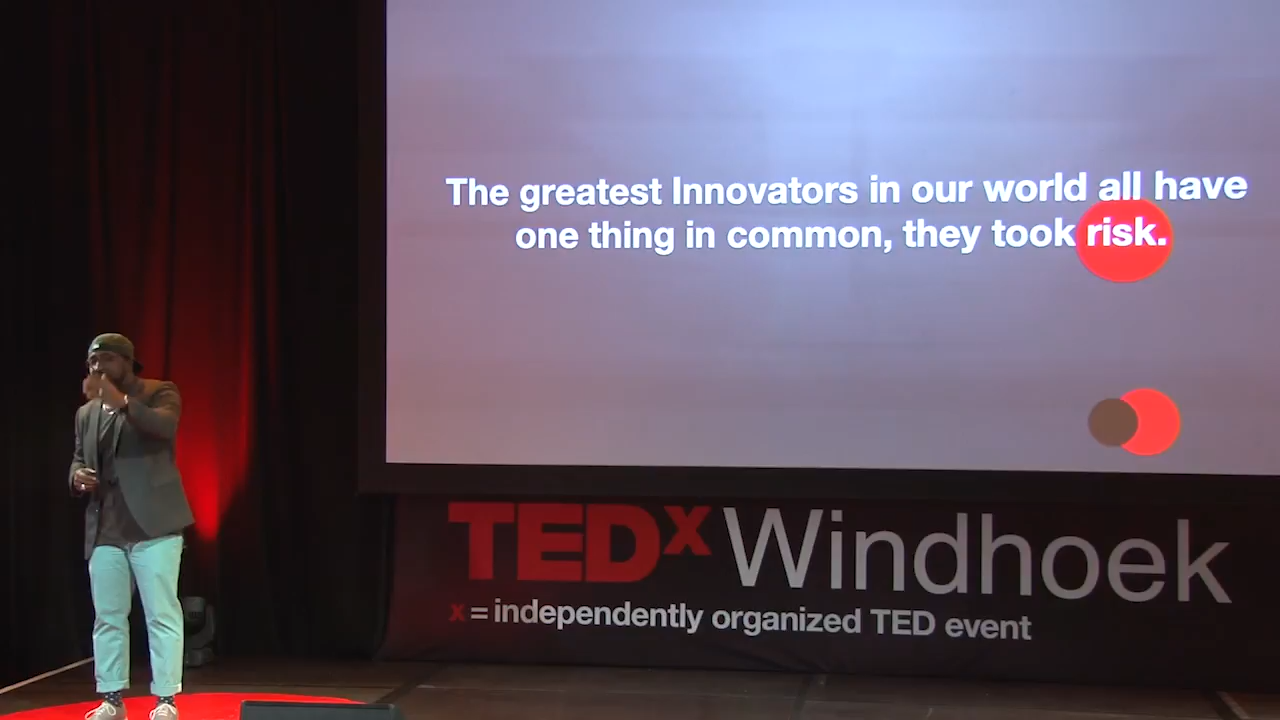 The greatest Innovators in our world all have
one thing in common, they took risk.
TEDx Windhoek
x = independently organized TED event